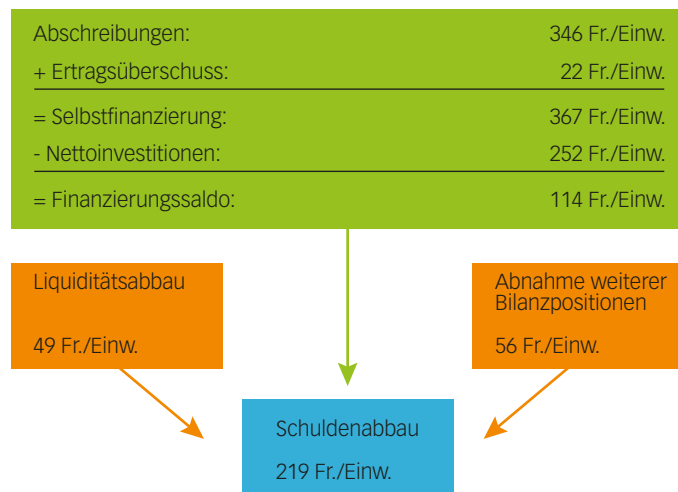 Abschreibungen: 346 Fr./Einw.
+ Ertragsüberschuss: 22 Fr./Einw.
= Selbstfinanzierung: 367 Fr./Einw.
- Nettoinvestitionen: 252 Fr./Einw.
= Finanzierungssaldo: 114 Fr./Einw.
Liquiditätsabbau
49 Fr./Einw.
Abnahme weiterer
Bilanzpositionen
56 Fr./Einw.
Schuldenabbau
219 Fr./Einw.